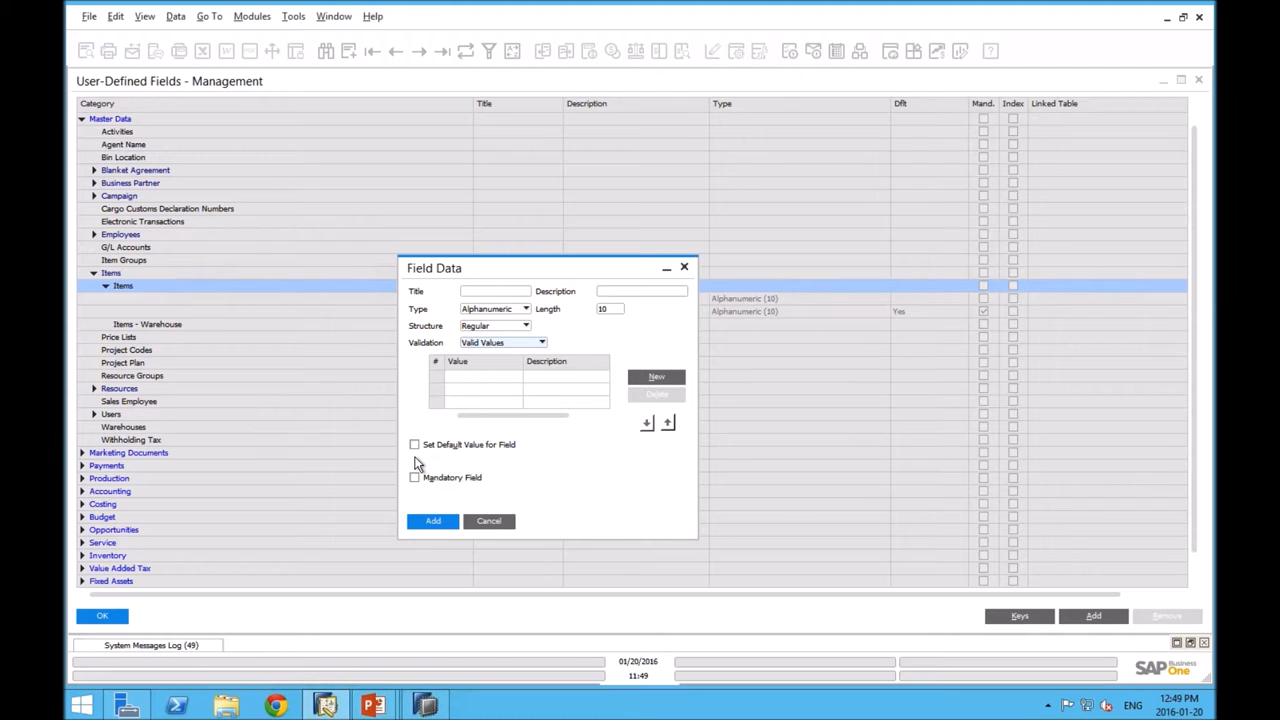 File Edit View Data Go To Modules Tools Window Help
User-Defined Fields - Management
Category Title Description Type Dflt Mand. Index Linked Table
Master Data
Activities
Agent Name
Bin Location
Blanket Agreement
Business Partner
Campaign
Cargo Customs Declaration Numbers
Electronic Transactions
Employees
G/L Accounts
Item Groups
Items
Items
Alphanumeric (10)
Alphanumeric (10) Yes
Items - Warehouse
Price Lists
Project Codes
Project Plan
Resource Groups
Resources
Sales Employee
Users
Warehouses
Withholding Tax
Marketing Documents
Payments
Production
Accounting
Costing
Budget
Opportunities
Service
Inventory
Value Added Tax
Fixed Assets
Field Data
Title Description
Type Alphanumeric Length 10
Structure Regular
Validation Valid Values
# Value Description
New
Delete
Set Default Value for Field
Mandatory Field
Add Cancel
OK Keys Add Remove
System Messages Log (49)
01/20/2016
11:49
SAP Business One
ENG
12:49 PM
2016-01-20